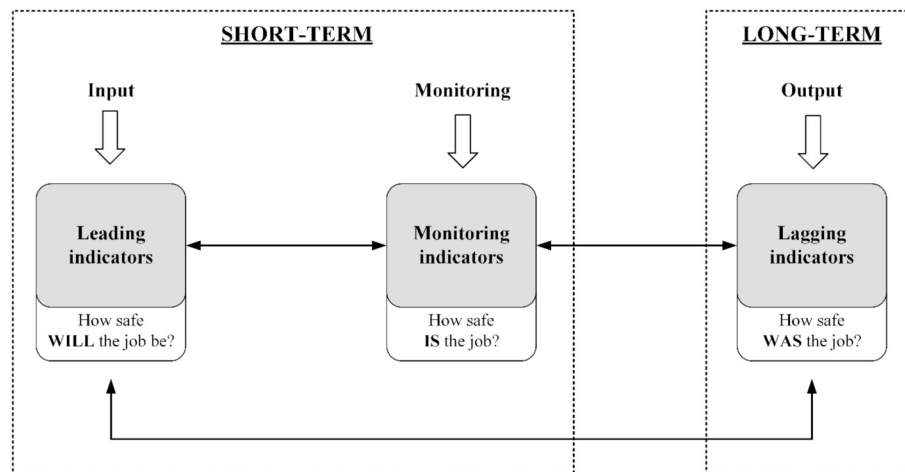 SHORT-TERM
LONG-TERM
Input
Monitoring
Output
Leading
indicators
Monitoring
indicators
Lagging
indicators
How safe
WILL the job be?
How safe
IS the job?
How safe
WAS the job?